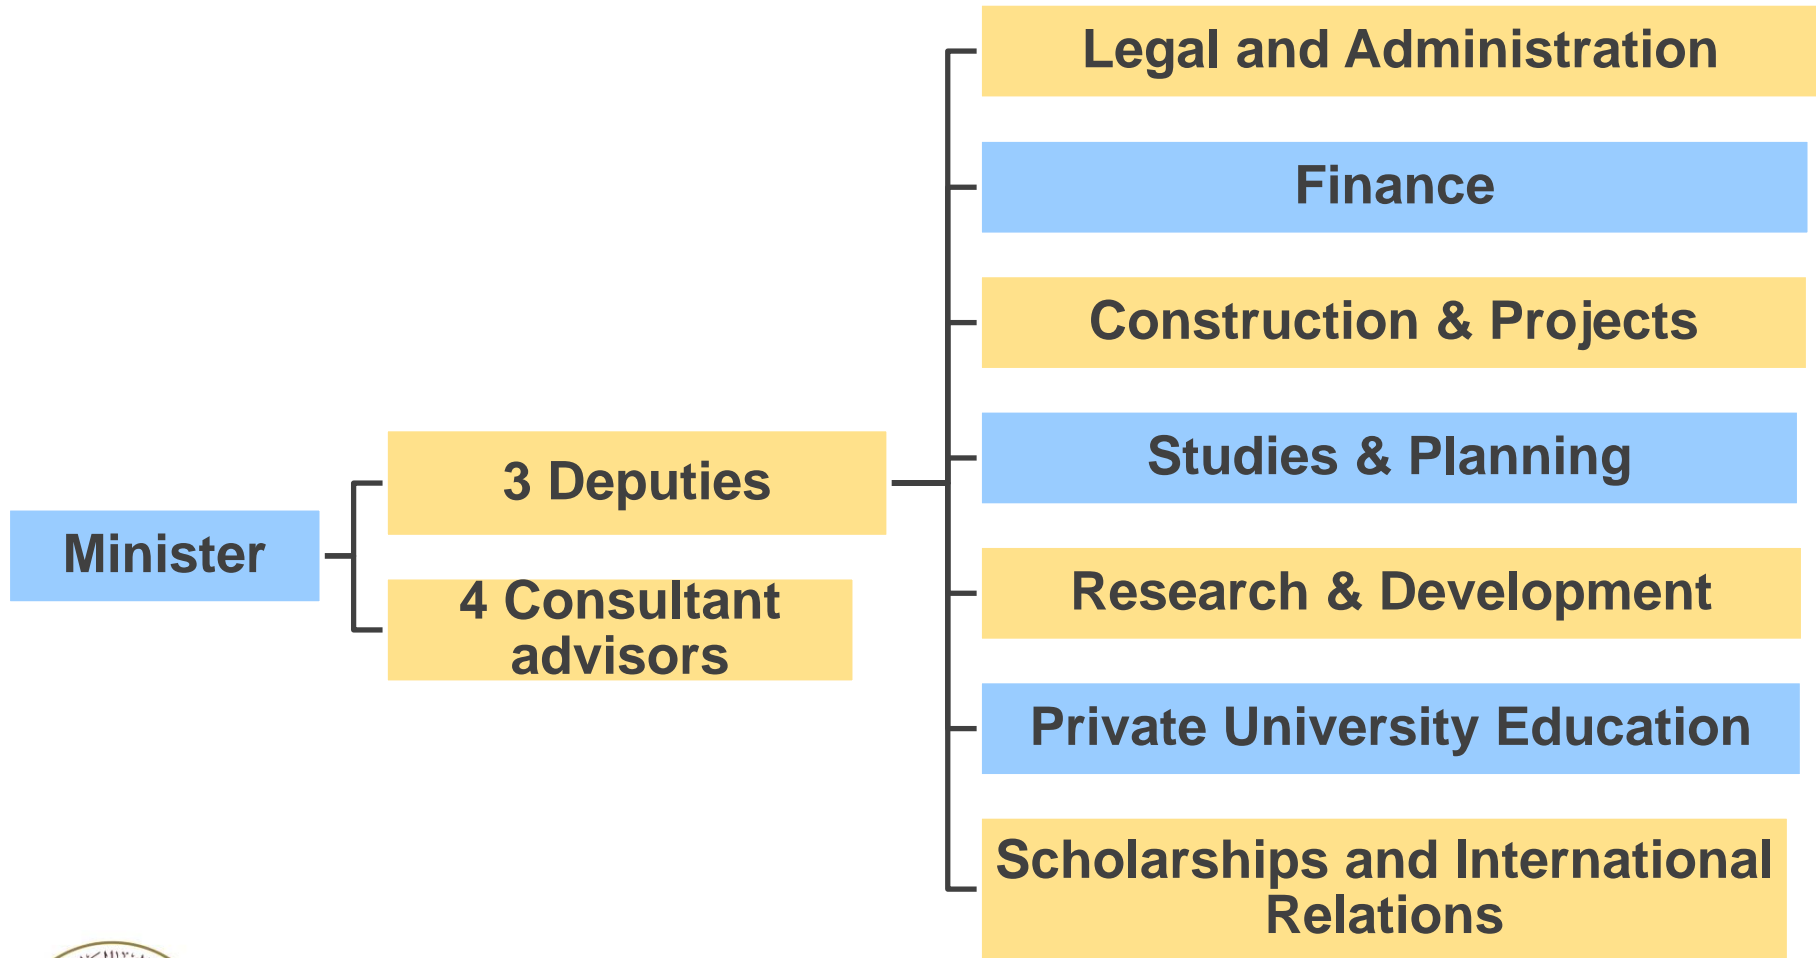 Minister
3 Deputies
4 Consultant
advisors
Legal and Administration
Finance
Construction & Projects
Studies & Planning
Research & Development
Private University Education
Scholarships and International
Relations